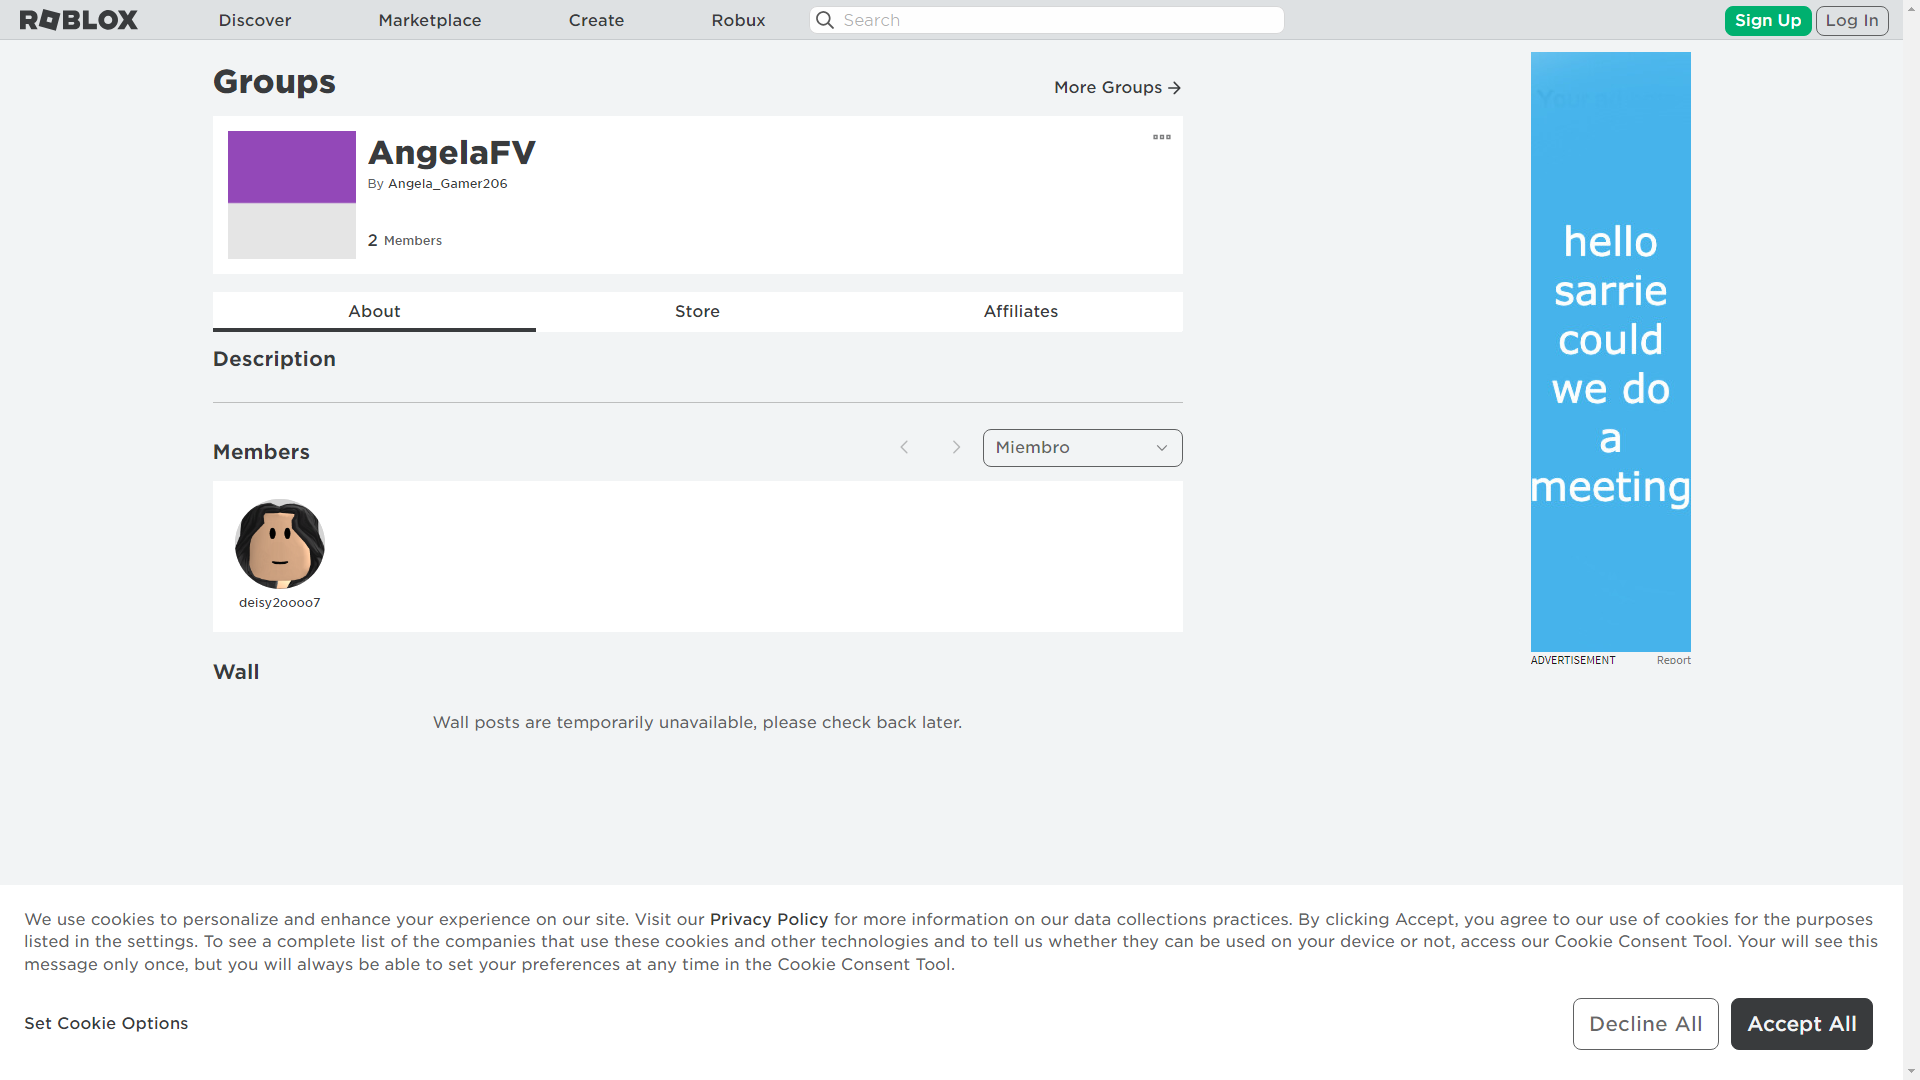 ROBLOX
Discover
Marketplace
Create
Robux
Search
Sign Up
Log In
Groups
More Groups
AngelaFV
By Angela_Gamer206
2 Members
About
Store
Affiliates
Description
Members
Miembro
deisy2oooo7
Wall
Wall posts are temporarily unavailable, please check back later.
hello
sarrie
could
we do
a
meeting
ADVERTISEMENT
Report
We use cookies to personalize and enhance your experience on our site. Visit our Privacy Policy for more information on our data collections practices. By clicking Accept, you agree to our use of cookies for the purposes
listed in the settings. To see a complete list of the companies that use these cookies and other technologies and to tell us whether they can be used on your device or not, access our Cookie Consent Tool. Your will see this
message only once, but you will always be able to set your preferences at any time in the Cookie Consent Tool.
Set Cookie Options
Decline All
Accept All